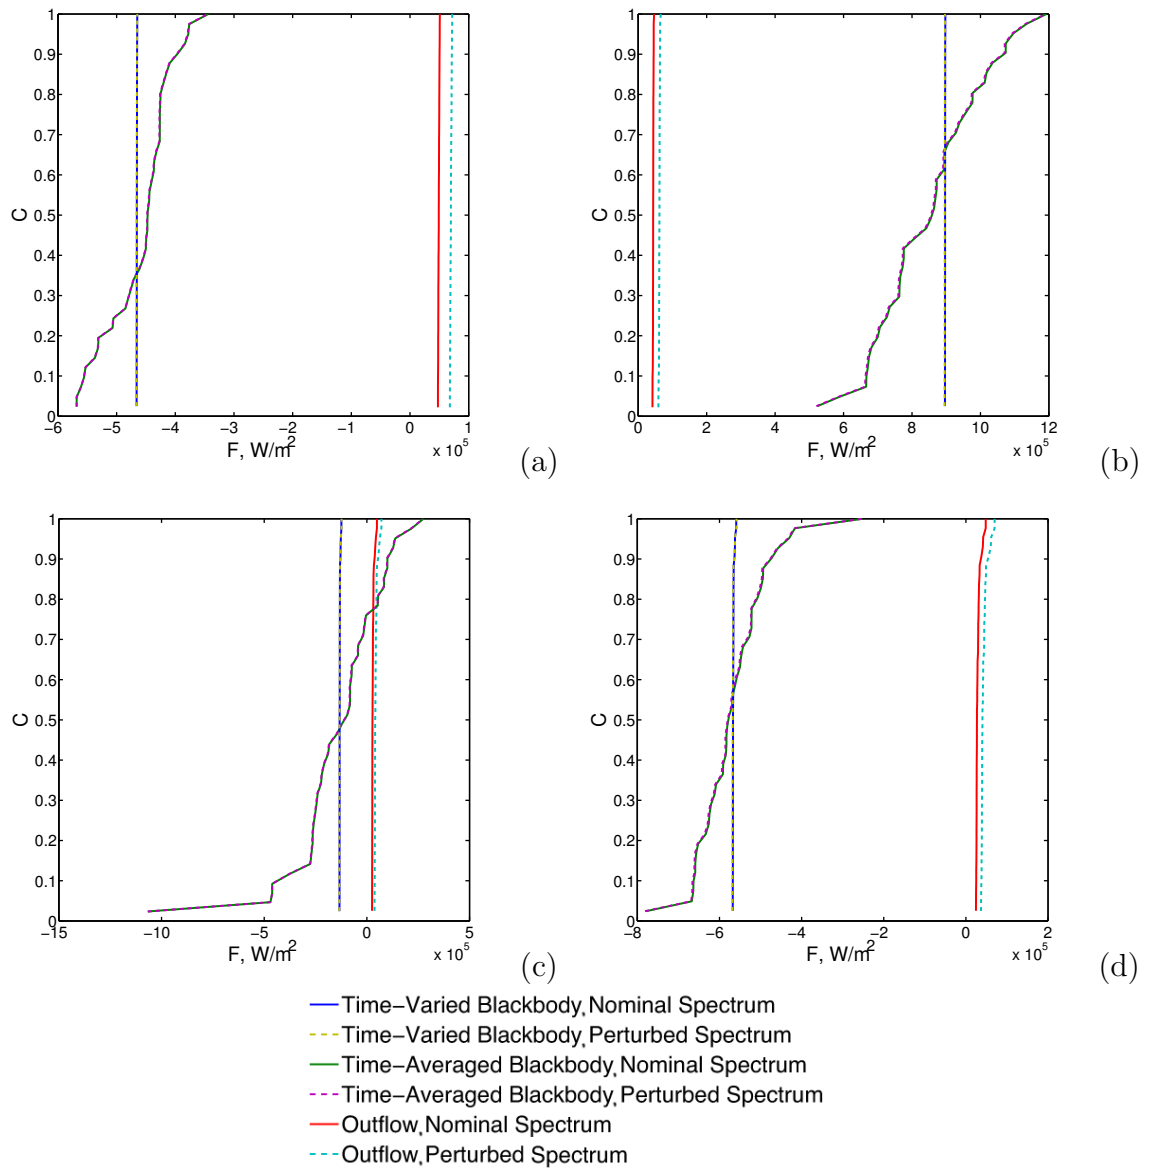 1
0.9
0.8
0.7
0.6
0.5
0.4
0.3
0.2
0.1
0
C
−6 −5 −4 −3 −2 −1 0 1
F, W/m2
x 10^5
(a)
1
0.9
0.8
0.7
0.6
0.5
0.4
0.3
0.2
0.1
0
C
0 2 4 6 8 10 12
F, W/m2
x 10^5
(b)
1
0.9
0.8
0.7
0.6
0.5
0.4
0.3
0.2
0.1
0
C
−15 −10 −5 0 5
F, W/m2
x 10^5
(c)
1
0.9
0.8
0.7
0.6
0.5
0.4
0.3
0.2
0.1
0
C
−8 −6 −4 −2 0 2
F, W/m2
x 10^5
(d)
Time−Varied Blackbody, Nominal Spectrum
Time−Varied Blackbody, Perturbed Spectrum
Time−Averaged Blackbody, Nominal Spectrum
Time−Averaged Blackbody, Perturbed Spectrum
Outflow, Nominal Spectrum
Outflow, Perturbed Spectrum